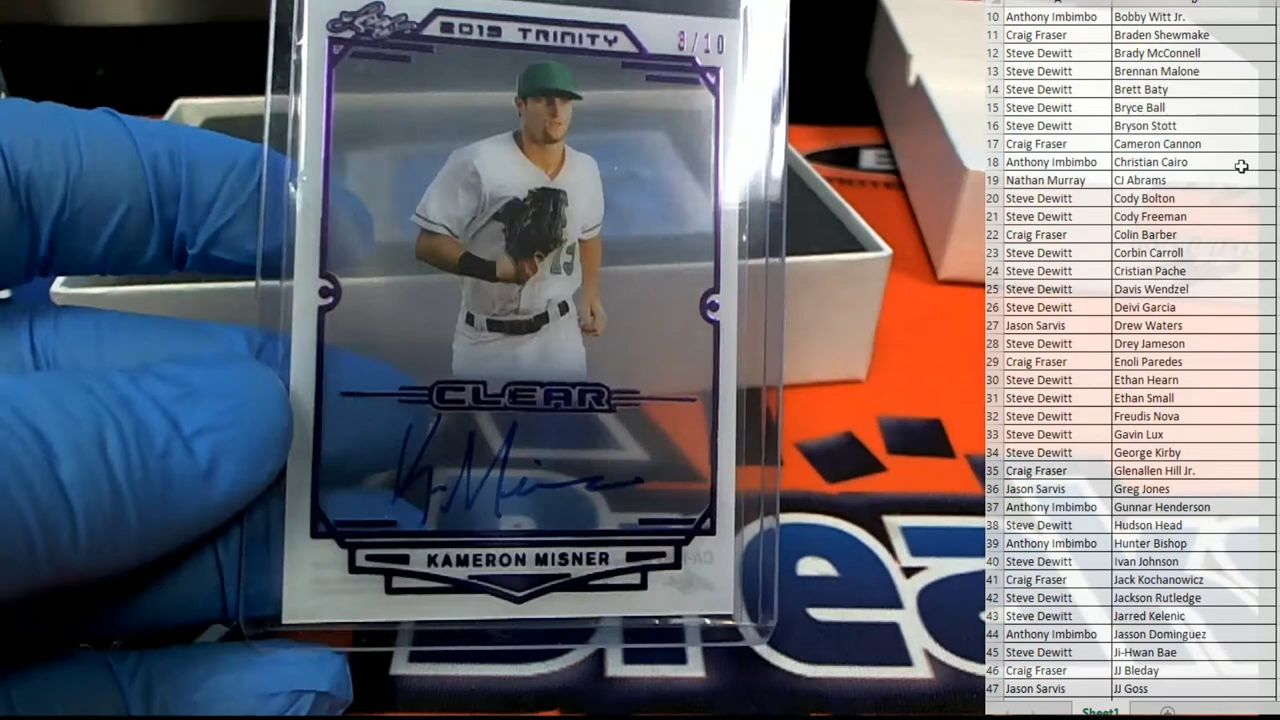 Leaf
2019 TRINITY
3/10
13
CLEAR
K Misner
KAMERON MISNER
Breaks
10 Anthony Imbimbo Bobby Witt Jr.
11 Craig Fraser Braden Shewmake
12 Steve Dewitt Brady McConnell
13 Steve Dewitt Brennan Malone
14 Steve Dewitt Brett Baty
15 Steve Dewitt Bryce Ball
16 Steve Dewitt Bryson Stott
17 Craig Fraser Cameron Cannon
18 Anthony Imbimbo Christian Cairo
19 Nathan Murray CJ Abrams
20 Steve Dewitt Cody Bolton
21 Steve Dewitt Cody Freeman
22 Craig Fraser Colin Barber
23 Steve Dewitt Corbin Carroll
24 Steve Dewitt Cristian Pache
25 Steve Dewitt Davis Wendzel
26 Steve Dewitt Deivi Garcia
27 Jason Sarvis Drew Waters
28 Steve Dewitt Drey Jameson
29 Craig Fraser Enoli Paredes
30 Steve Dewitt Ethan Hearn
31 Steve Dewitt Ethan Small
32 Steve Dewitt Freudis Nova
33 Steve Dewitt Gavin Lux
34 Steve Dewitt George Kirby
35 Craig Fraser Glenallen Hill Jr.
36 Jason Sarvis Greg Jones
37 Anthony Imbimbo Gunnar Henderson
38 Steve Dewitt Hudson Head
39 Anthony Imbimbo Hunter Bishop
40 Steve Dewitt Ivan Johnson
41 Craig Fraser Jack Kochanowicz
42 Steve Dewitt Jackson Rutledge
43 Steve Dewitt Jarred Kelenic
44 Anthony Imbimbo Jasson Dominguez
45 Steve Dewitt Ji-Hwan Bae
46 Craig Fraser JJ Bleday
47 Jason Sarvis JJ Goss
Sheet1